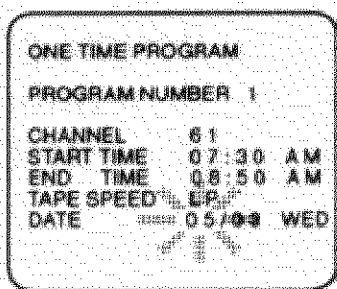 ONE TIME PROGRAM
PROGRAM NUMBER 1
CHANNEL 61
START TIME 07:30 AM
END TIME 08:50 AM
TAPE SPEED EP
DATE 05/03 WED